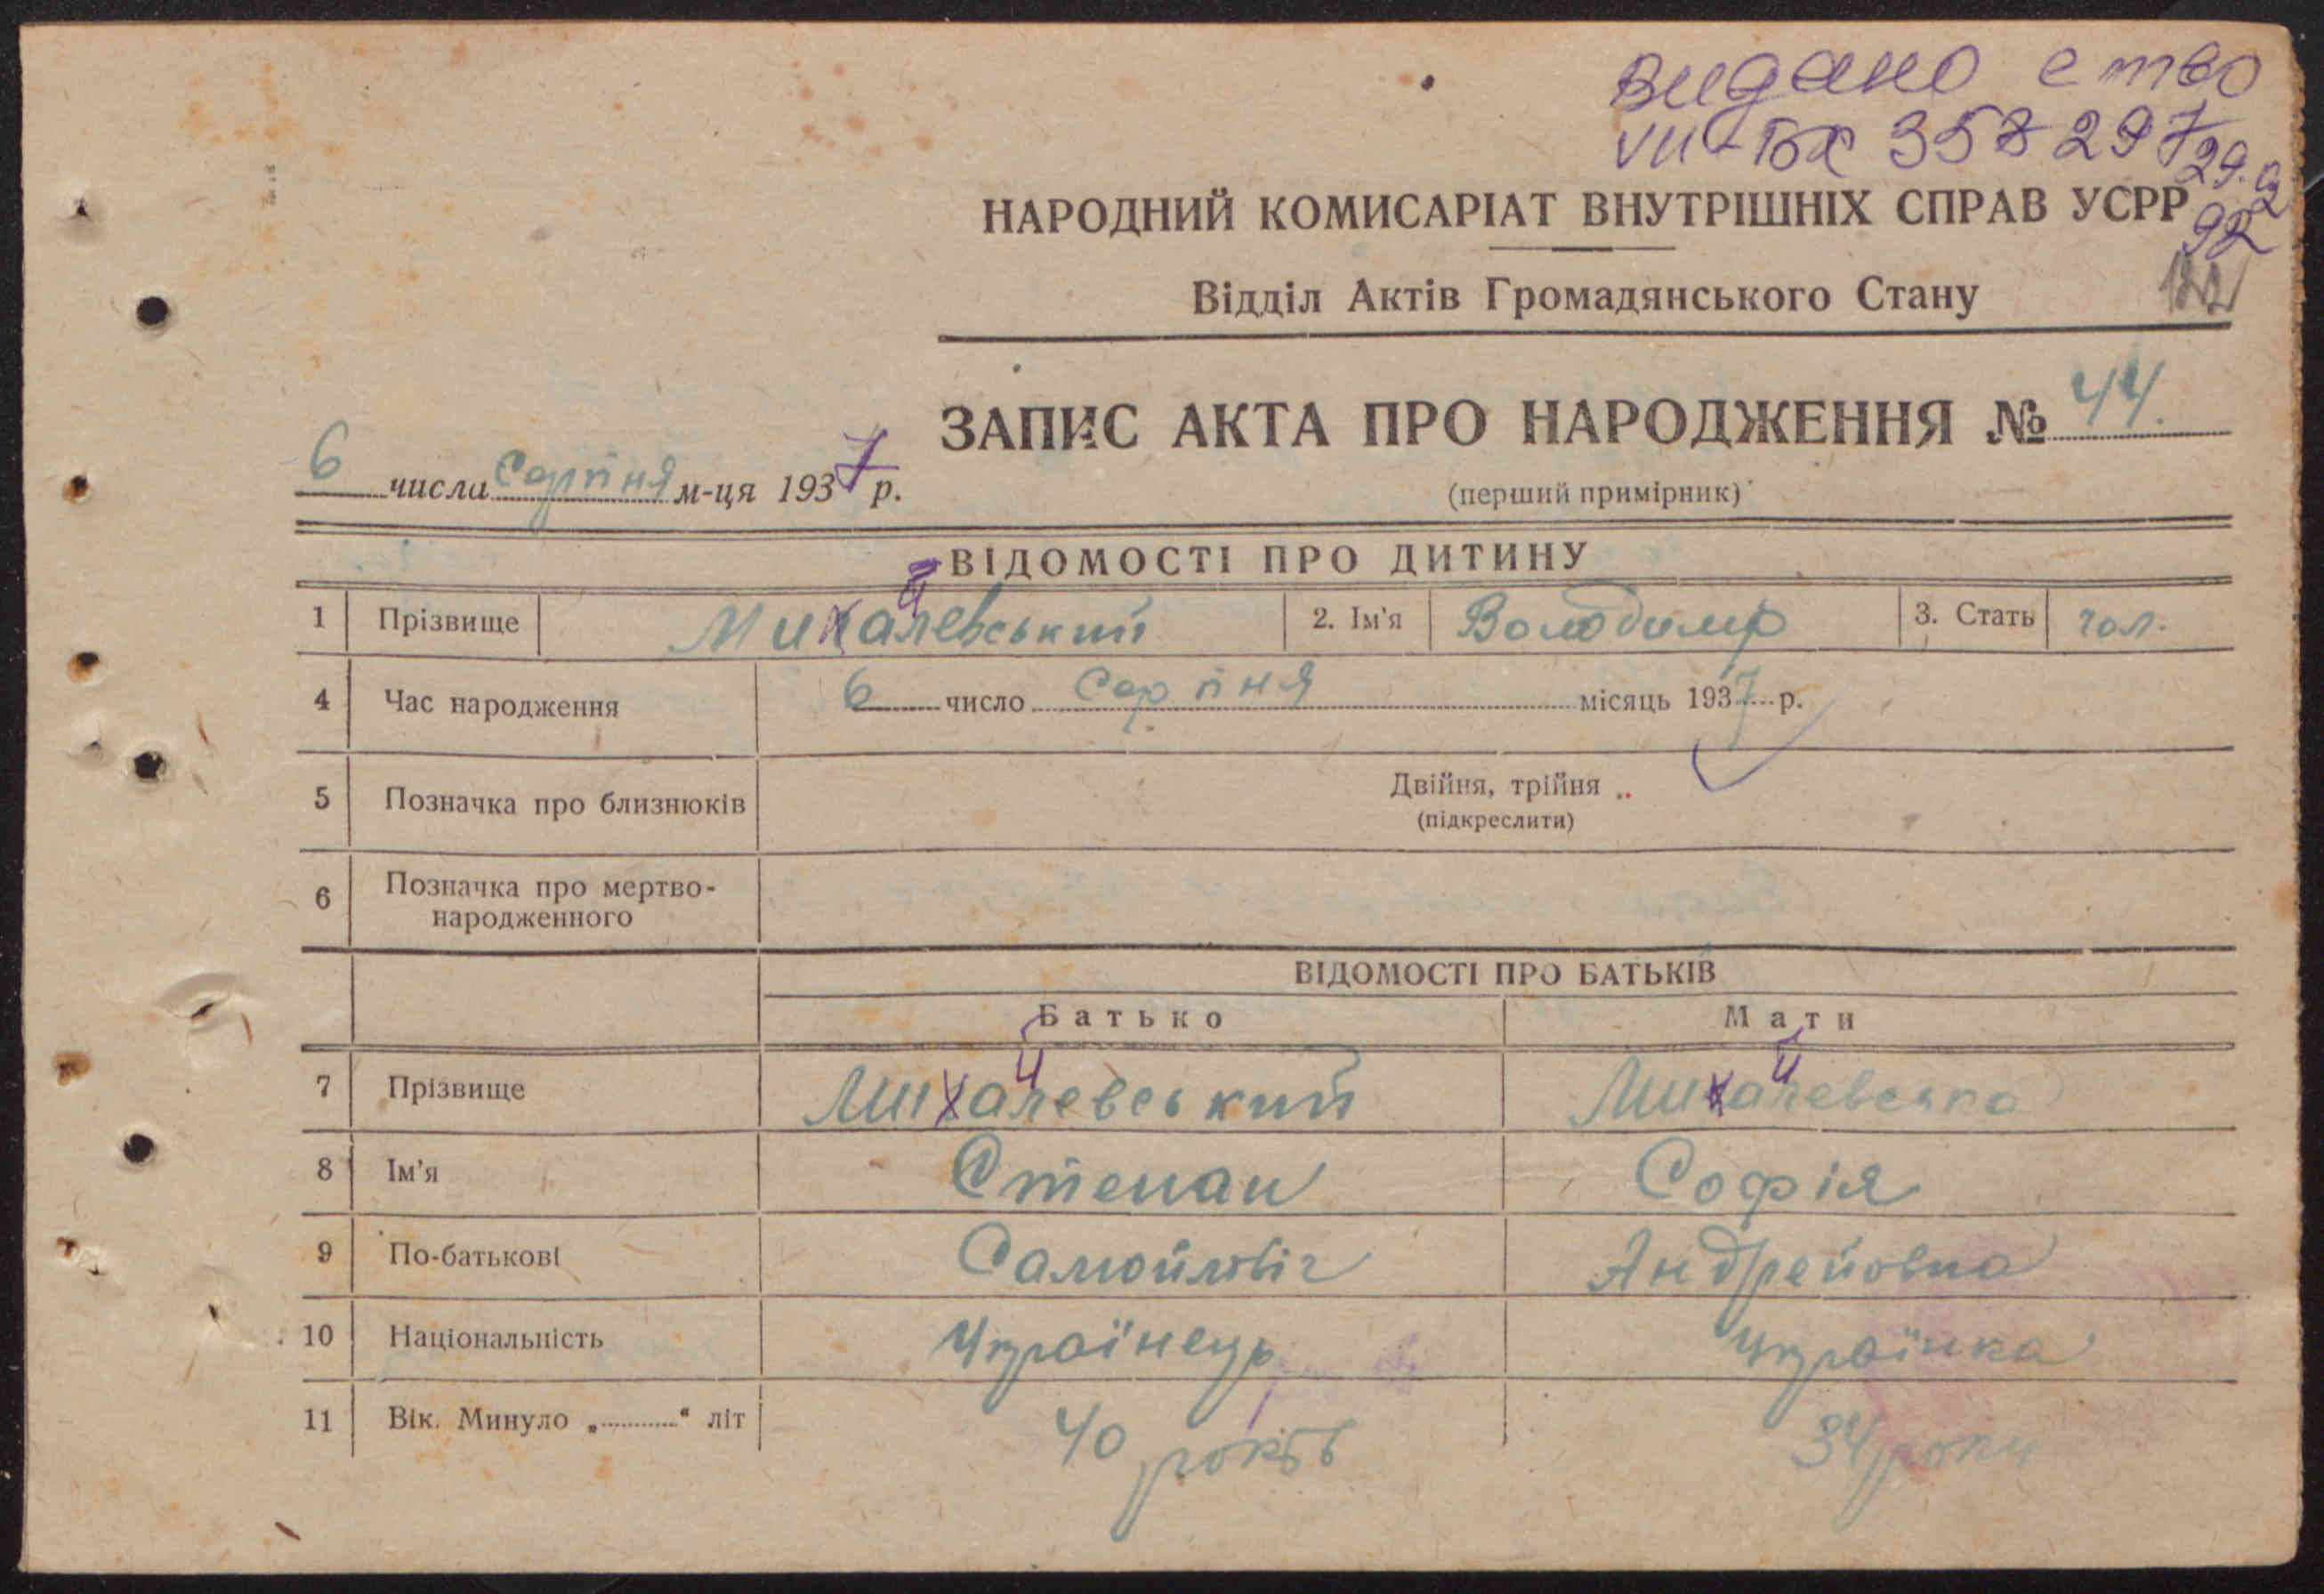 видано с тво
VII-БК 358297
29.9
92
НАРОДНИЙ КОМИСАРІАТ ВНУТРІШНІХ СПРАВ УСРР
Відділ Актів Громадянського Стану
ЗАПИС АКТА ПРО НАРОДЖЕННЯ № 44.
6 числа Серпня м-ця 1937 р.
(перший примірник)
ВІДОМОСТІ ПРО ДИТИНУ
1 Прізвище Михалевський 2. Ім'я Володимир 3. Стать чол.
4 Час народження 6 число Серпня місяць 1937 р.
5 Позначка про близнюків Двійня, трійня
(підкреслити)
6 Позначка про мертво-
народженного
ВІДОМОСТІ ПРО БАТЬКІВ
Батько Мати
7 Прізвище Михалевський Михалевська
8 Ім'я Степан Софія
9 По-батькові Самойловіч Андрейовна
10 Національність Українець Українка
11 Вік. Минуло „............“ літ 40 років 34 роки